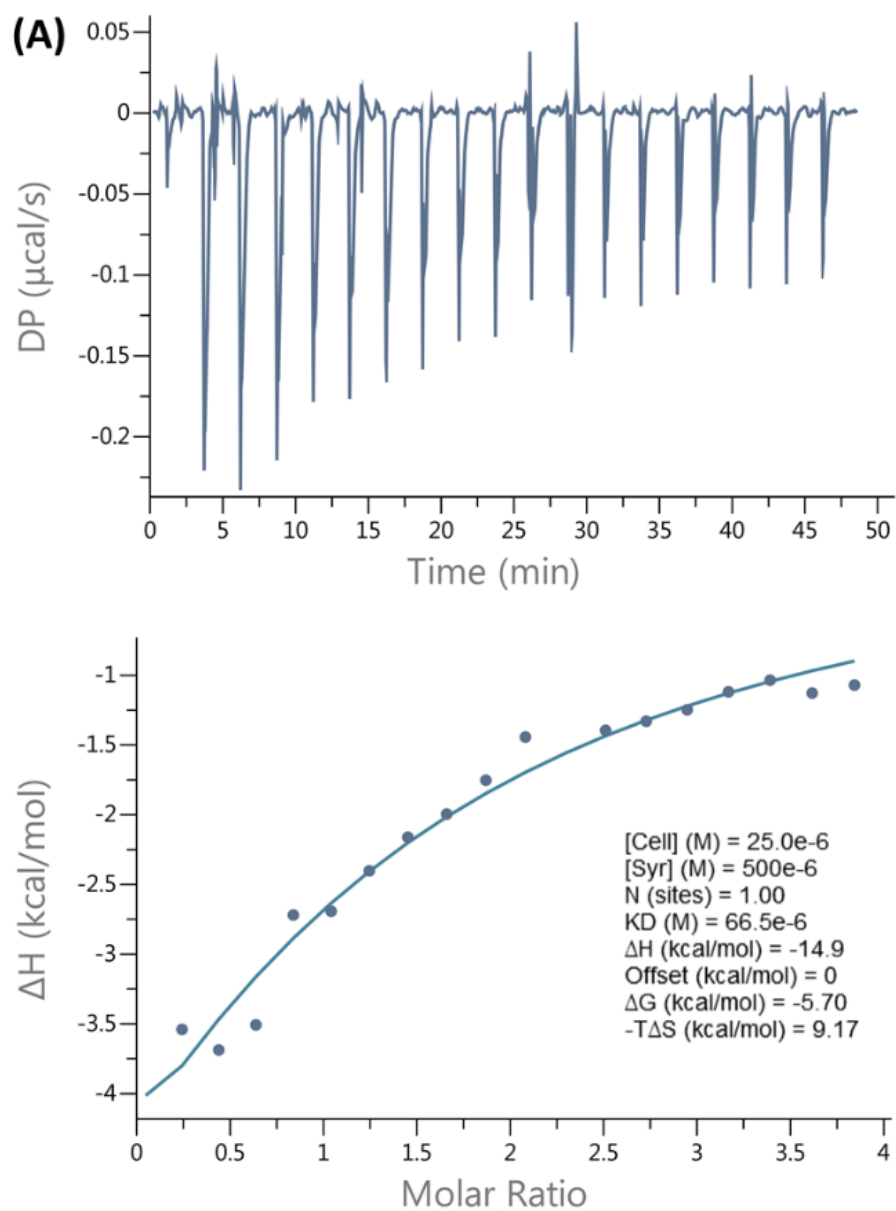 (A)
DP (µcal/s)
0.05
0
-0.05
-0.1
-0.15
-0.2
0 5 10 15 20 25 30 35 40 45 50
Time (min)
ΔH (kcal/mol)
-1
-1.5
-2
-2.5
-3
-3.5
-4
[Cell] (M) = 25.0e-6
[Syr] (M) = 500e-6
N (sites) = 1.00
KD (M) = 66.5e-6
ΔH (kcal/mol) = -14.9
Offset (kcal/mol) = 0
ΔG (kcal/mol) = -5.70
-TΔS (kcal/mol) = 9.17
0 0.5 1 1.5 2 2.5 3 3.5 4
Molar Ratio